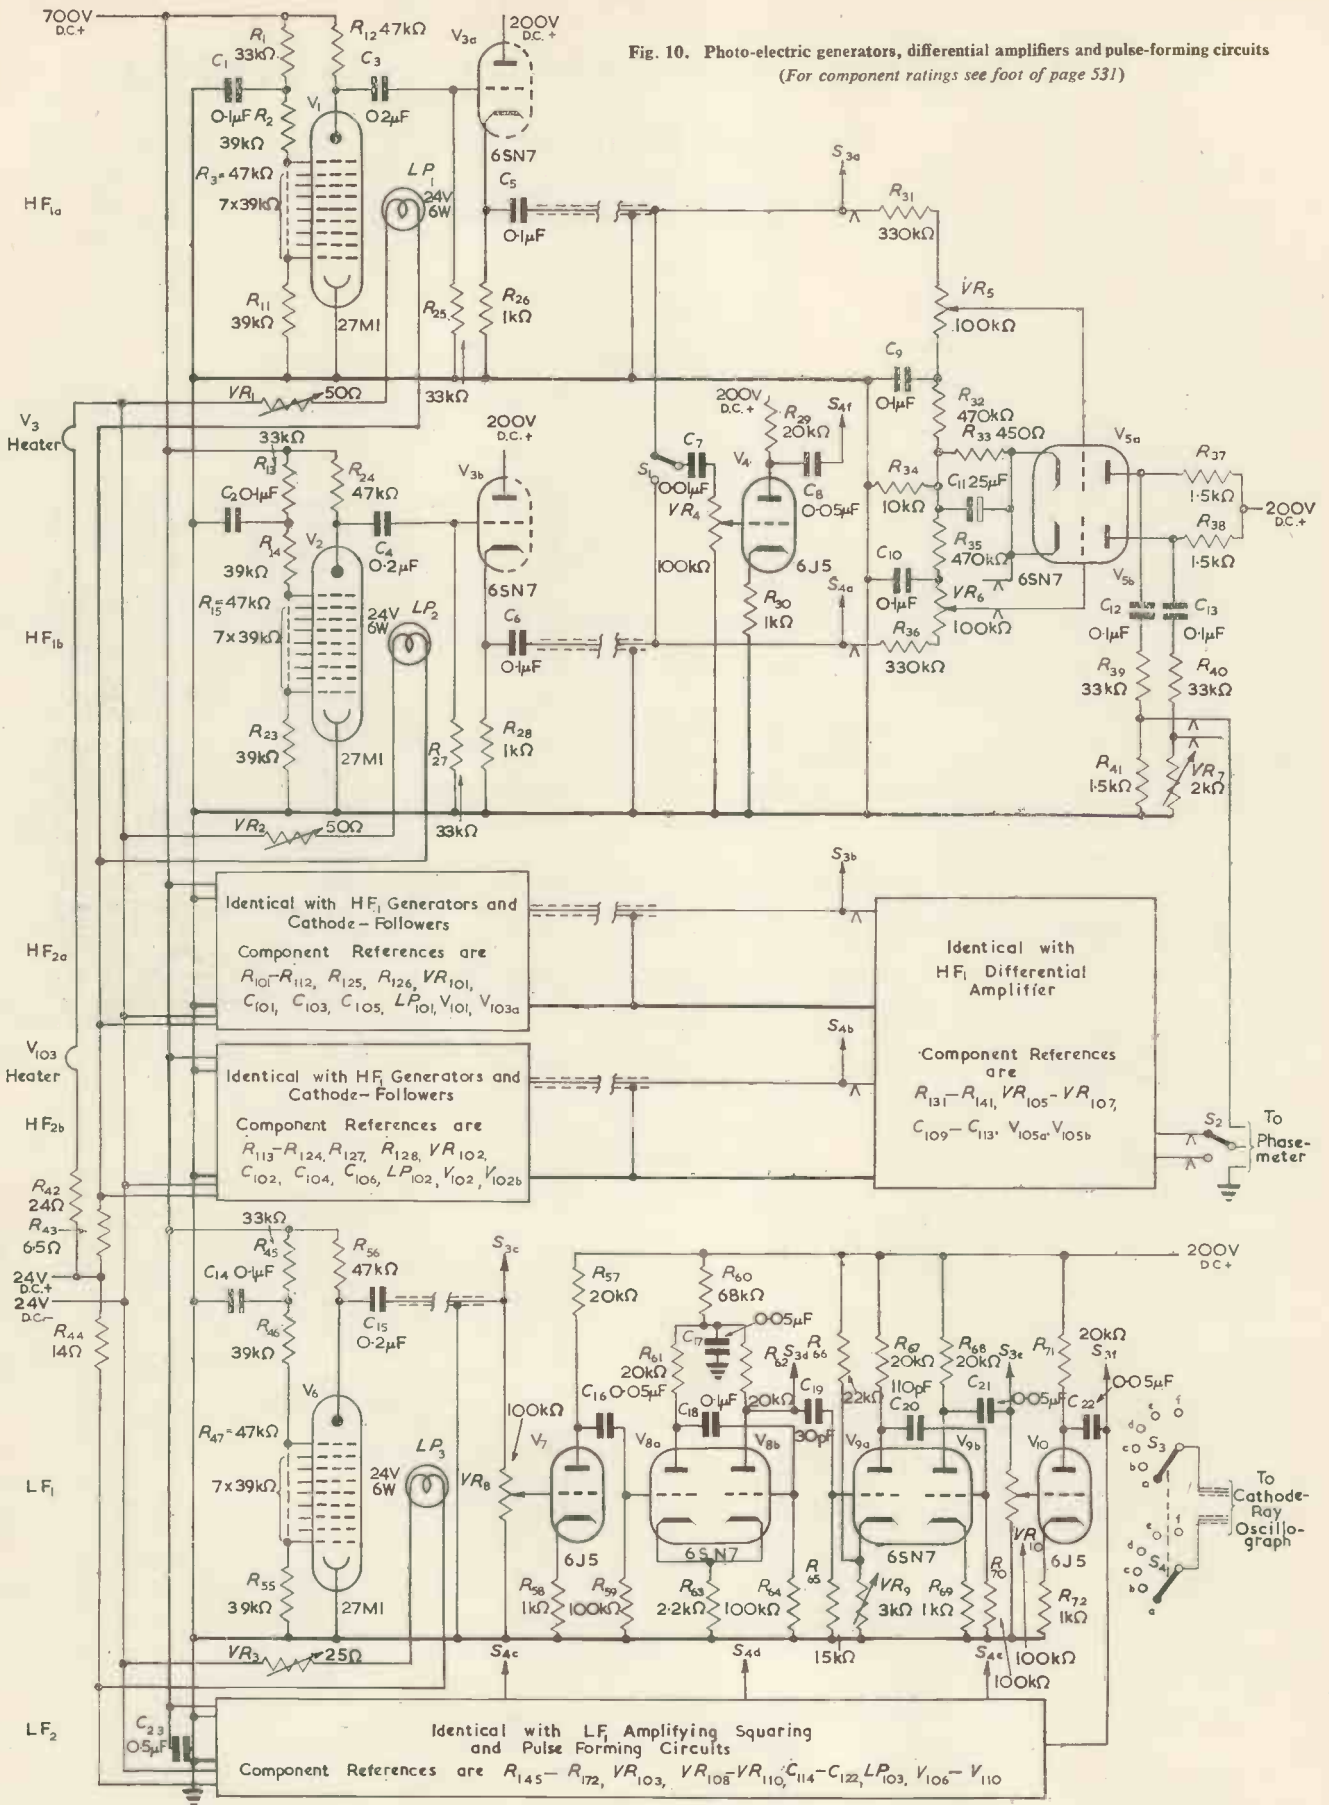 Fig. 10. Photo-electric generators, differential amplifiers and pulse-forming circuits
(For component ratings see foot of page 531)
700V
D.C.+
R1
33kΩ
R12 47kΩ
C1
0·1μF
R2
39kΩ
V1
C3
0·2μF
V3a
200V
D.C.+
6SN7
R3=47kΩ
7x39kΩ
LP1
24V
6W
C5
0·1μF
HF1a
R11
39kΩ
27M1
R25
33kΩ
R26
1kΩ
S3a
R31
330kΩ
VR5
100kΩ
VR1
50Ω
V3
Heater
33kΩ
R13
C2 0·1μF
R24
47kΩ
R14
39kΩ
V2
C4
0·2μF
V3b
200V
D.C.+
6SN7
R15=47kΩ
7x39kΩ
24V
6W
LP2
C6
0·1μF
HF1b
R23
39kΩ
27M1
R27
33kΩ
R28
1kΩ
VR2
50Ω
S1
C7
0·01μF
VR4
100kΩ
200V
D.C.+
R29
20kΩ
S4f
V4
C8
0·05μF
6J5
R30
1kΩ
S4a
C9
0·1μF
R32
470kΩ
R33 450Ω
R34
10kΩ
C11 25μF
R35
470kΩ
C10
0·1μF
VR6
100kΩ
R36
330kΩ
V5a
6SN7
V5b
R37
1·5kΩ
R38
1·5kΩ
200V
D.C.+
C12
0·1μF
C13
0·1μF
R39
33kΩ
R40
33kΩ
R41
1·5kΩ
VR7
2kΩ
HF2a
Identical with HF1 Generators and
Cathode-Followers
Component References are
R101–R112, R125, R126, VR101,
C101, C103, C105, LP101, V101, V103a
S3b
Identical with
HF1 Differential
Amplifier
Component References
are
R131–R141, VR105–VR107,
C109–C113, V105a, V105b
V103
Heater
HF2b
Identical with HF1 Generators and
Cathode-Followers
Component References are
R113–R124, R127, R128, VR102,
C102, C104, C106, LP102, V102, V102b
S4b
S2
To
Phase-
meter
R42
24Ω
R43
6·5Ω
24V
D.C.+
24V
D.C–
R44
14Ω
33kΩ
R45
C14 0·1μF
R56
47kΩ
R46
39kΩ
C15
0·2μF
V6
R47=47kΩ
7x39kΩ
24V
6W
LP3
LF1
R55
39kΩ
27M1
VR3
25Ω
S3c
100kΩ
VR8
R57
20kΩ
C16 0·05μF
V7
6J5
R58
1kΩ
R59
100kΩ
R60
68kΩ
C17
0·05μF
R61
20kΩ
R62
20kΩ
S3d
C18
0·1μF
V8a
V8b
6SN7
R63
2·2kΩ
R64
100kΩ
C19
30pF
R66
22kΩ
R65
15kΩ
R67
20kΩ
110pF
C20
V9a
V9b
6SN7
VR9
3kΩ
R68
20kΩ
S3e
C21
0·05μF
R69
1kΩ
R70
100kΩ
VR10
100kΩ
R71
20kΩ
S3f
V10
C22
0·05μF
6J5
R72
1kΩ
200V
D C+
f
e
d
c
S3
b
a
f
e
d
c
S4
b
a
To
Cathode-
Ray
Oscillo-
graph
S4c
S4d
S4e
LF2
C23
0·5μF
Identical with LF1 Amplifying Squaring
and Pulse Forming Circuits
Component References are R145– R172, VR103, VR108–VR110, C114–C122, LP103, V106– V110